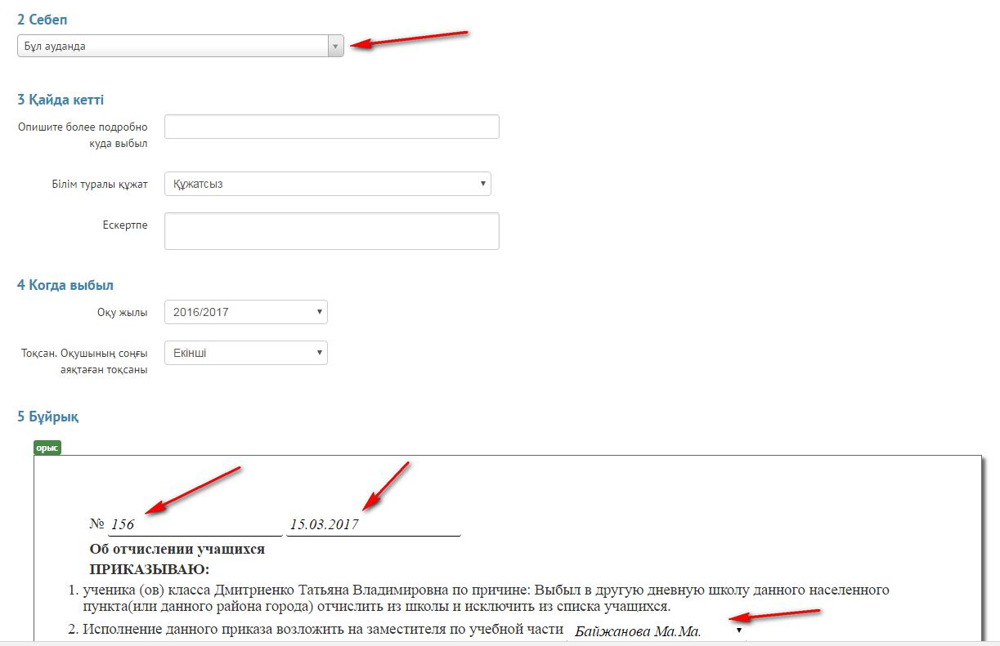 2 Себеп
Бұл ауданда
3 Қайда кетті
Опишите более подробно
куда выбыл
Білім туралы құжат Құжатсыз
Ескертпе
4 Когда выбыл
Оқу жылы 2016/2017
Тоқсан. Оқушының соңғы Екінші
аяқтаған тоқсаны
5 Бұйрық
орыс
№ 156 15.03.2017
Об отчислении учащихся
ПРИКАЗЫВАЮ:
1. ученика (ов) класса Дмитриенко Татьяна Владимировна по причине: Выбыл в другую дневную школу данного населенного
пункта(или данного района города) отчислить из школы и исключить из списка учащихся.
2. Исполнение данного приказа возложить на заместителя по учебной части Байжанова Ма.Ма.